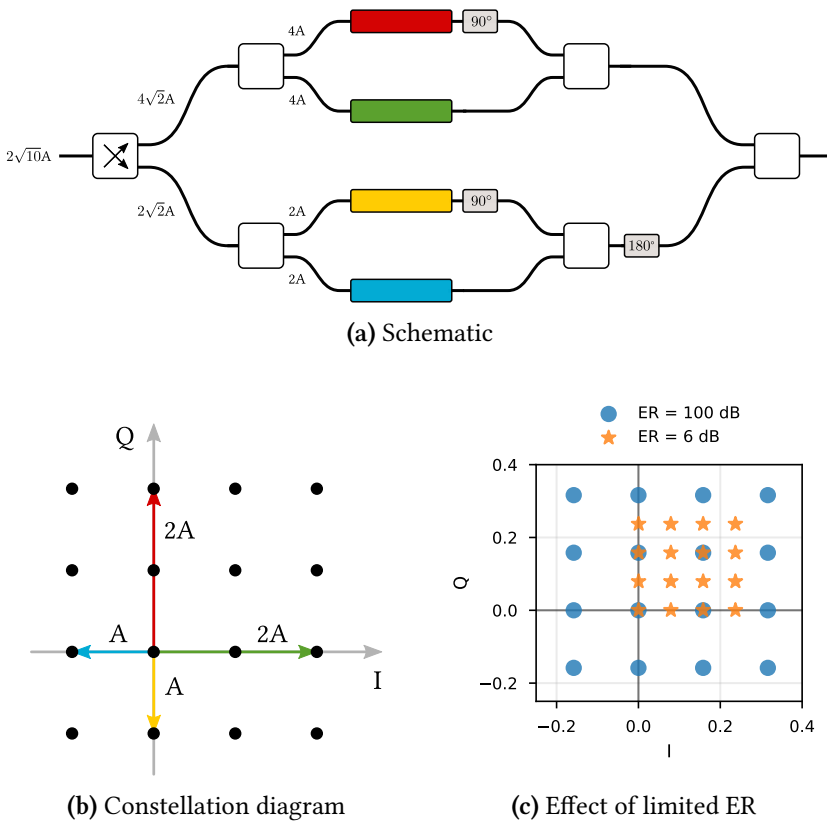 4A
90°
4√2A
4A
2√10A
2√2A
2A
90°
2A
180°
(a) Schematic
Q
2A
A
2A
A
I
(b) Constellation diagram
ER = 100 dB
ER = 6 dB
0.4
0.2
0.0
−0.2
Q
−0.2
0.0
0.2
0.4
I
(c) Effect of limited ER